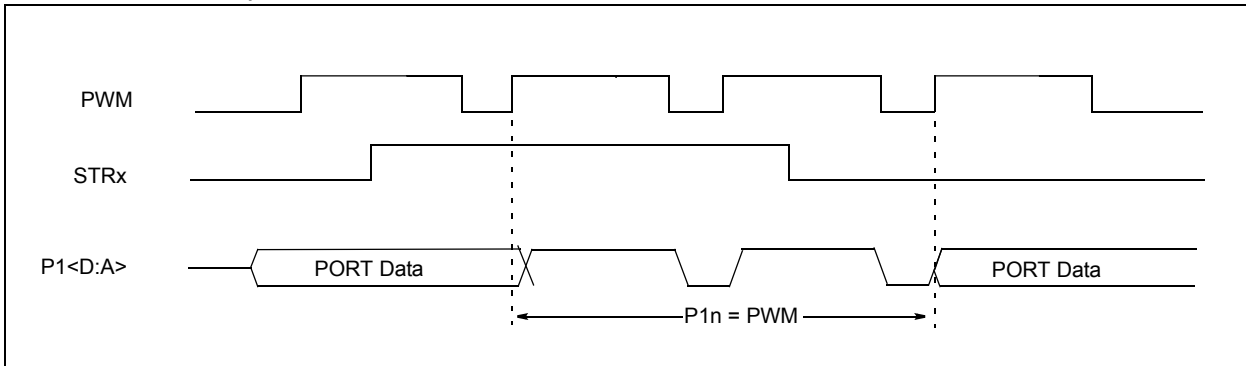 PWM
STRx
P1<D:A>
PORT Data
PORT Data
P1n = PWM